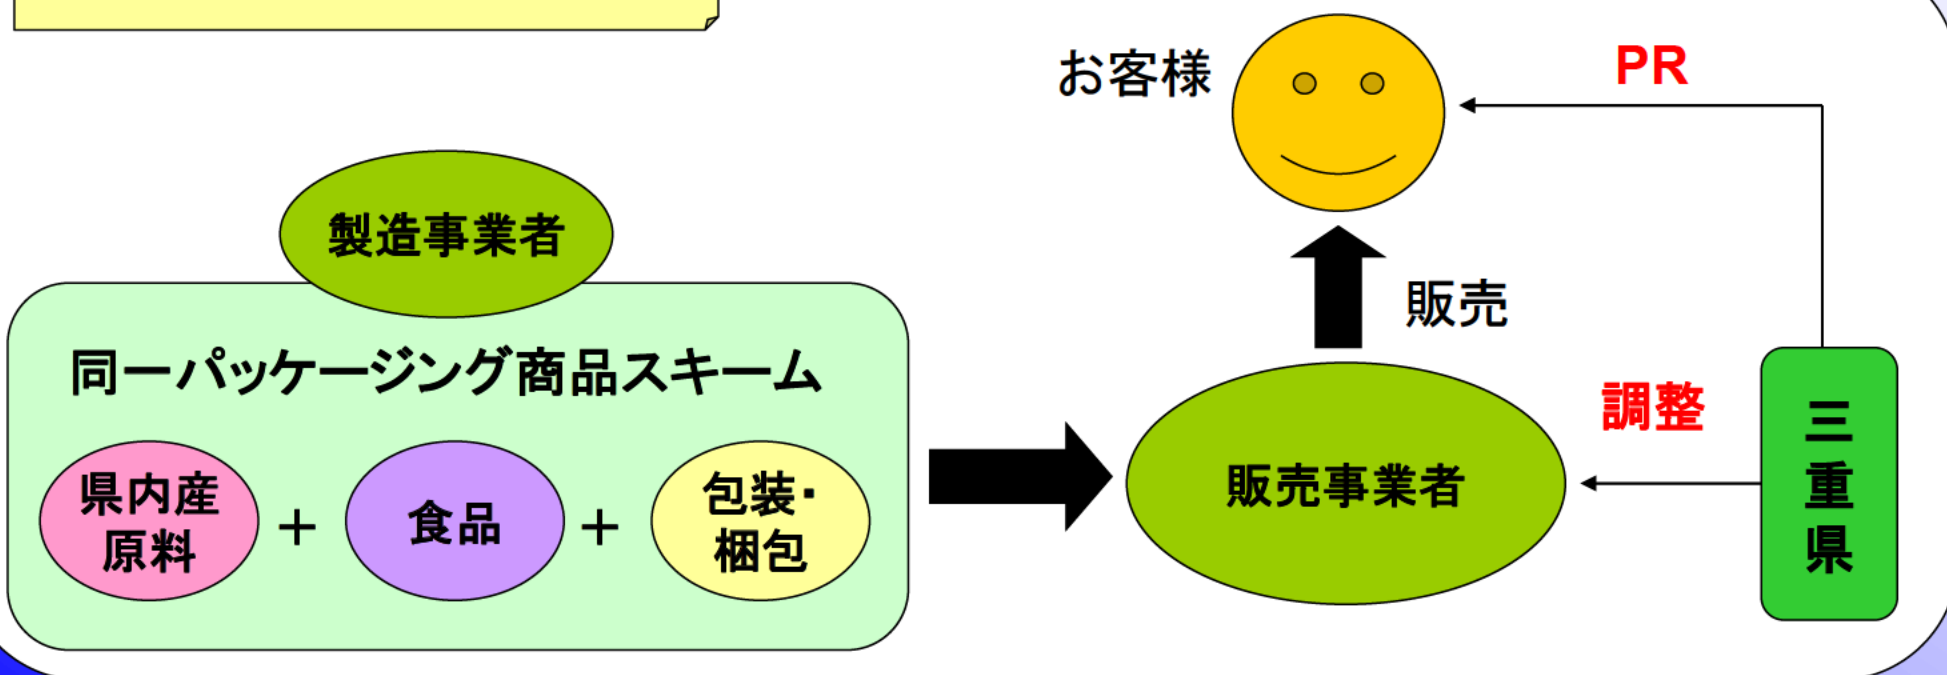 お客様
PR
製造事業者
販売
同一パッケージング商品スキーム
調整
県内産
原料
+
食品
+
包装・
梱包
販売事業者
三重県